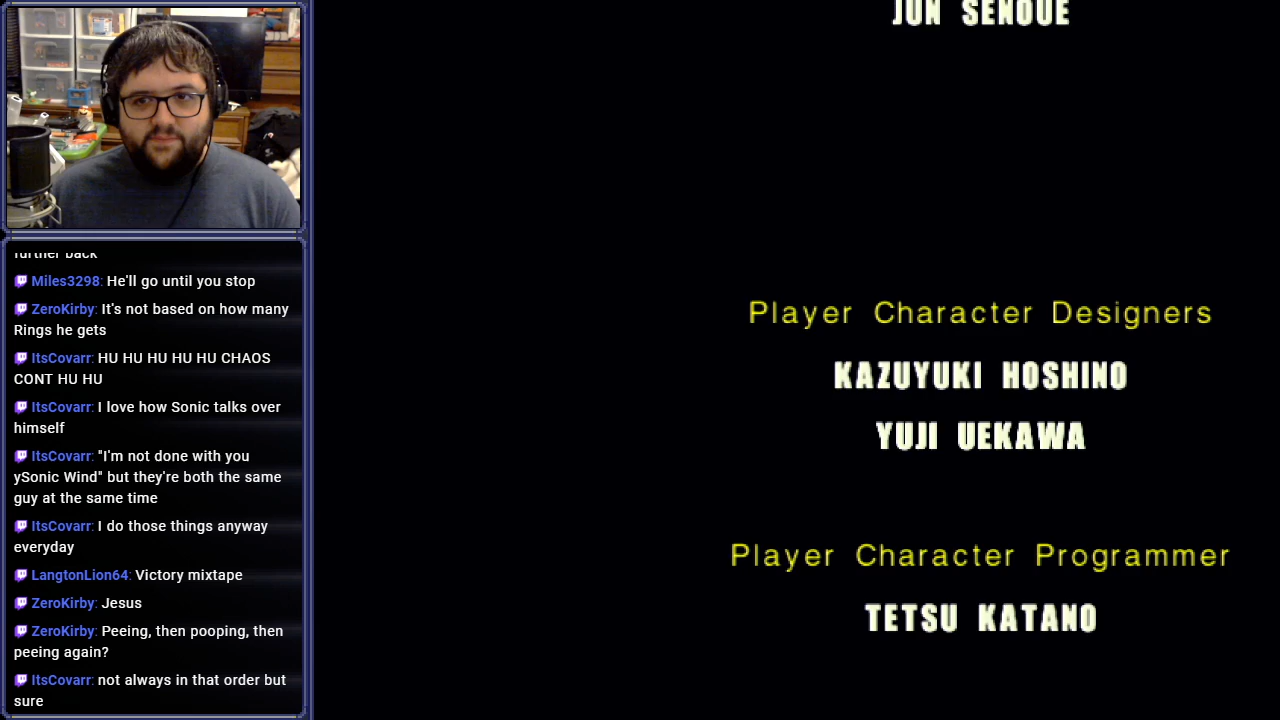 further back
Miles3298: He'll go until you stop
ZeroKirby: It's not based on how many
Rings he gets
ItsCovarr: HU HU HU HU HU CHAOS
CONT HU HU
ItsCovarr: I love how Sonic talks over
himself
ItsCovarr: "I'm not done with you
ySonic Wind" but they're both the same
guy at the same time
ItsCovarr: I do those things anyway
everyday
LangtonLion64: Victory mixtape
ZeroKirby: Jesus
ZeroKirby: Peeing, then pooping, then
peeing again?
ItsCovarr: not always in that order but
sure
JUN SENOUE
Player Character Designers
KAZUYUKI HOSHINO
YUJI UEKAWA
Player Character Programmer
TETSU KATANO